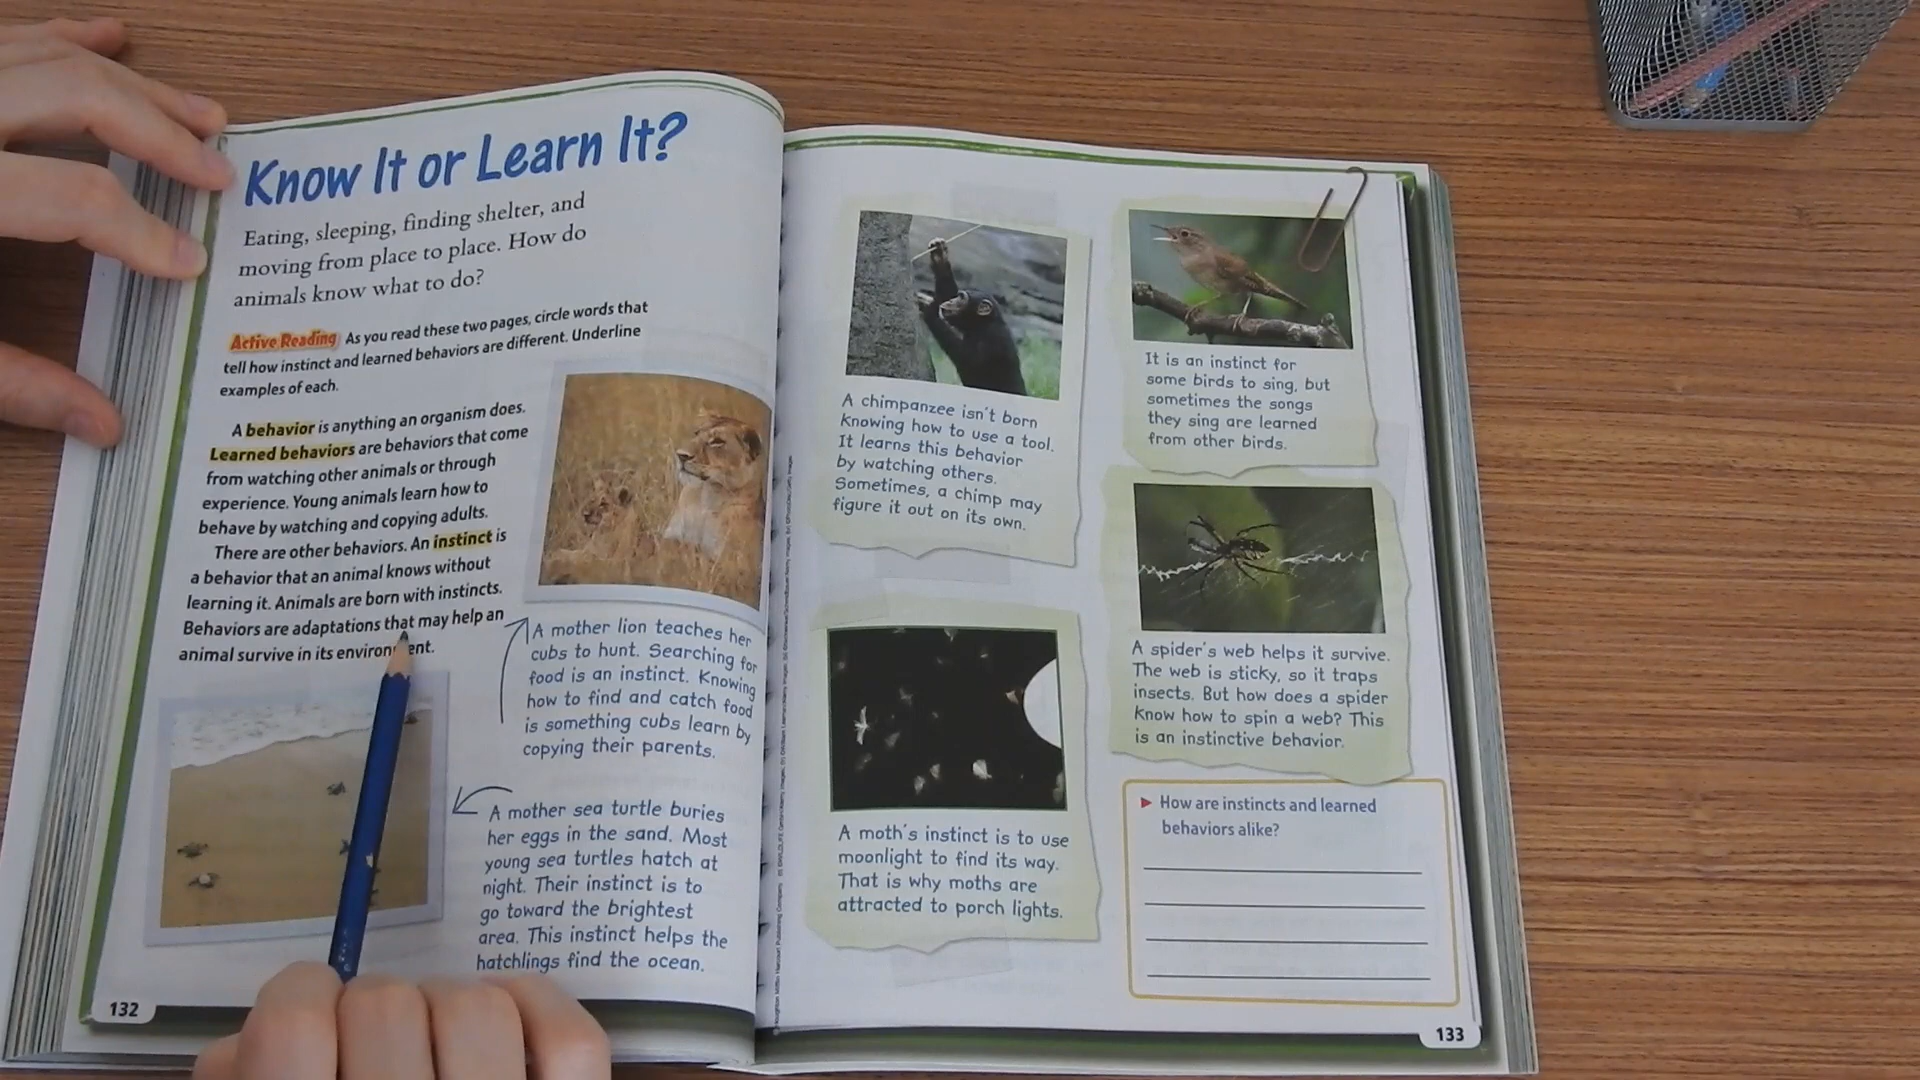 Know It or Learn It?
Eating, sleeping, finding shelter, and
moving from place to place. How do
animals know what to do?
Active Reading As you read these two pages, circle words that
tell how instinct and learned behaviors are different. Underline
examples of each.
A behavior is anything an organism does.
Learned behaviors are behaviors that come
from watching other animals or through
experience. Young animals learn how to
behave by watching and copying adults.
There are other behaviors. An instinct is
a behavior that an animal knows without
learning it. Animals are born with instincts.
Behaviors are adaptations that may help an
animal survive in its environment.
A mother lion teaches her
cubs to hunt. Searching for
food is an instinct. Knowing
how to find and catch food
is something cubs learn by
copying their parents.
A mother sea turtle buries
her eggs in the sand. Most
young sea turtles hatch at
night. Their instinct is to
go toward the brightest
area. This instinct helps the
hatchlings find the ocean.
132
A chimpanzee isn't born
knowing how to use a tool.
It learns this behavior
by watching others.
Sometimes, a chimp may
figure it out on its own.
It is an instinct for
some birds to sing, but
sometimes the songs
they sing are learned
from other birds.
A moth's instinct is to use
moonlight to find its way.
That is why moths are
attracted to porch lights.
A spider's web helps it survive.
The web is sticky, so it traps
insects. But how does a spider
know how to spin a web? This
is an instinctive behavior.
How are instincts and learned
behaviors alike?
133